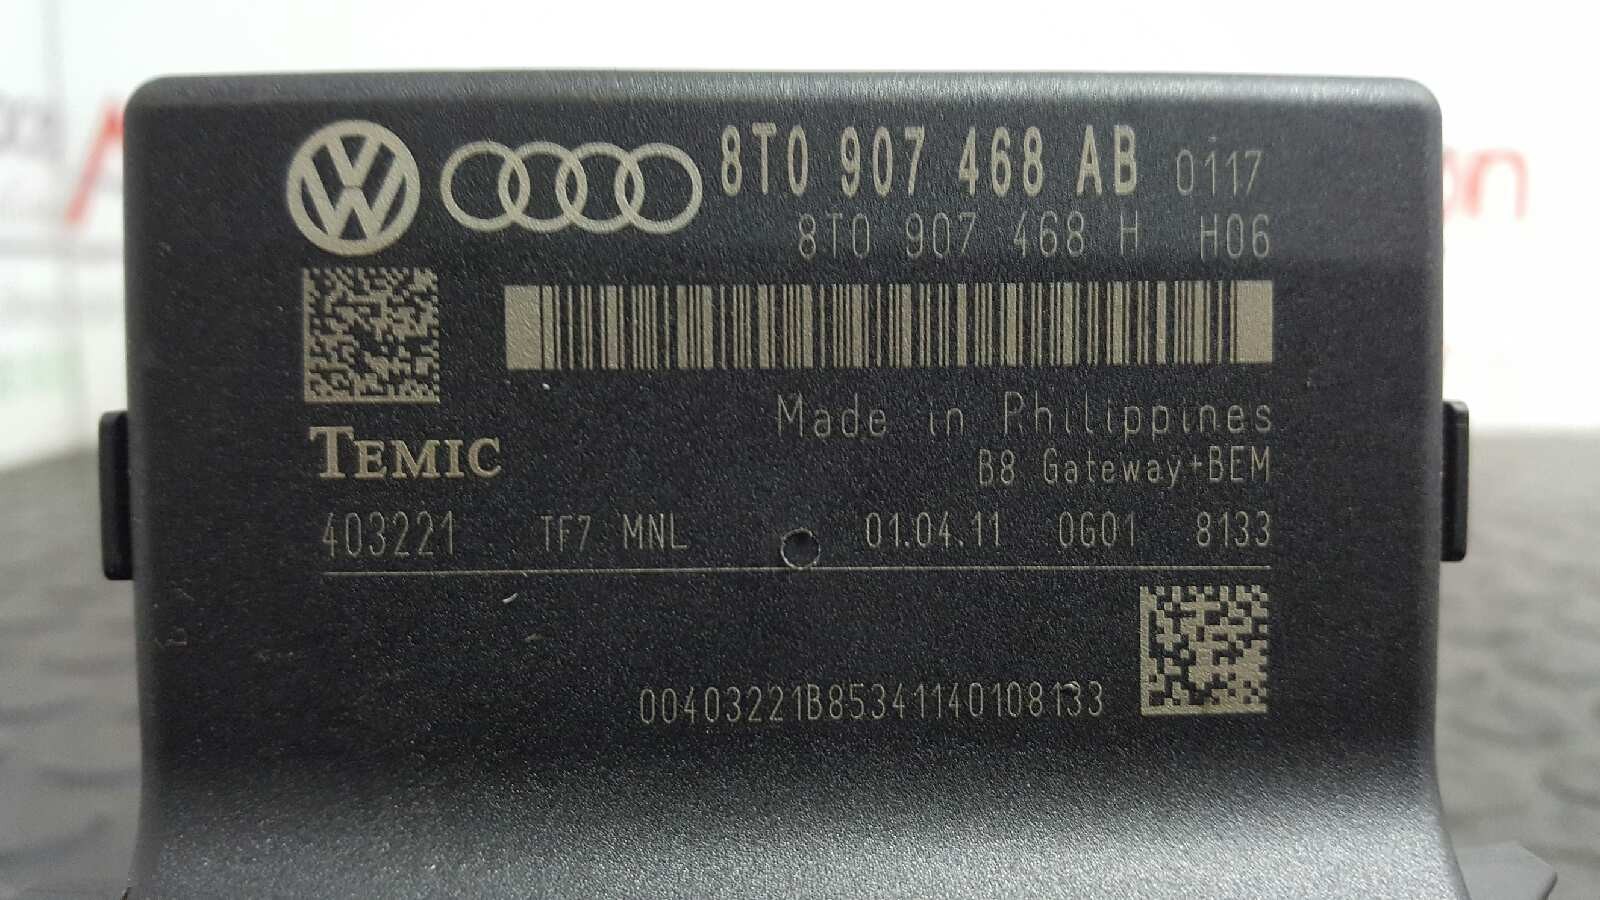 8T0 907 468 AB 0117
8T0 907 468 H H06
TEMIC
Made in Philippines
B8 Gateway+BEM
403221 TF7 MNL 01.04.11 0G01 8133
00403221B85341140108133